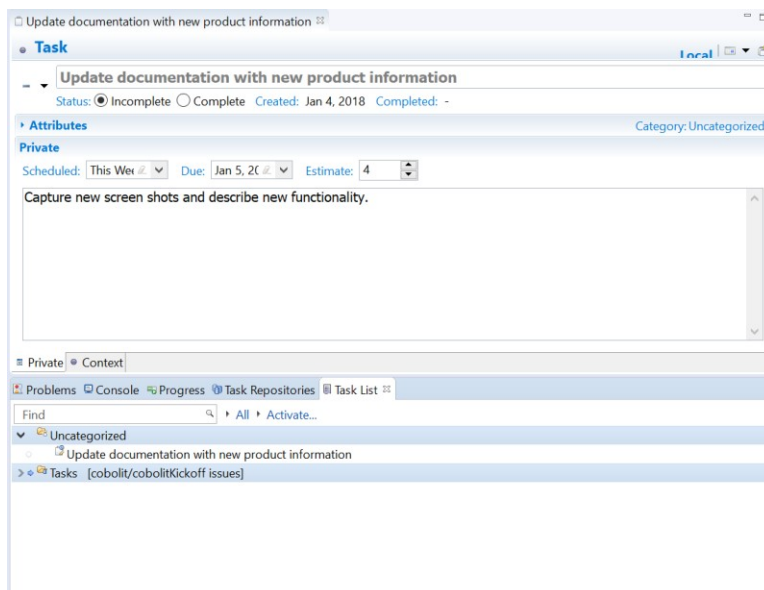 Update documentation with new product information
Task
Local
Update documentation with new product information
Status: Incomplete Complete Created: Jan 4, 2018 Completed: -
Attributes Category: Uncategorized
Private
Scheduled: This Wee Due: Jan 5, 20 Estimate: 4
Capture new screen shots and describe new functionality.
Private Context
Problems Console Progress Task Repositories Task List
Find All Activate...
Uncategorized
Update documentation with new product information
Tasks [cobolit/cobolitKickoff issues]